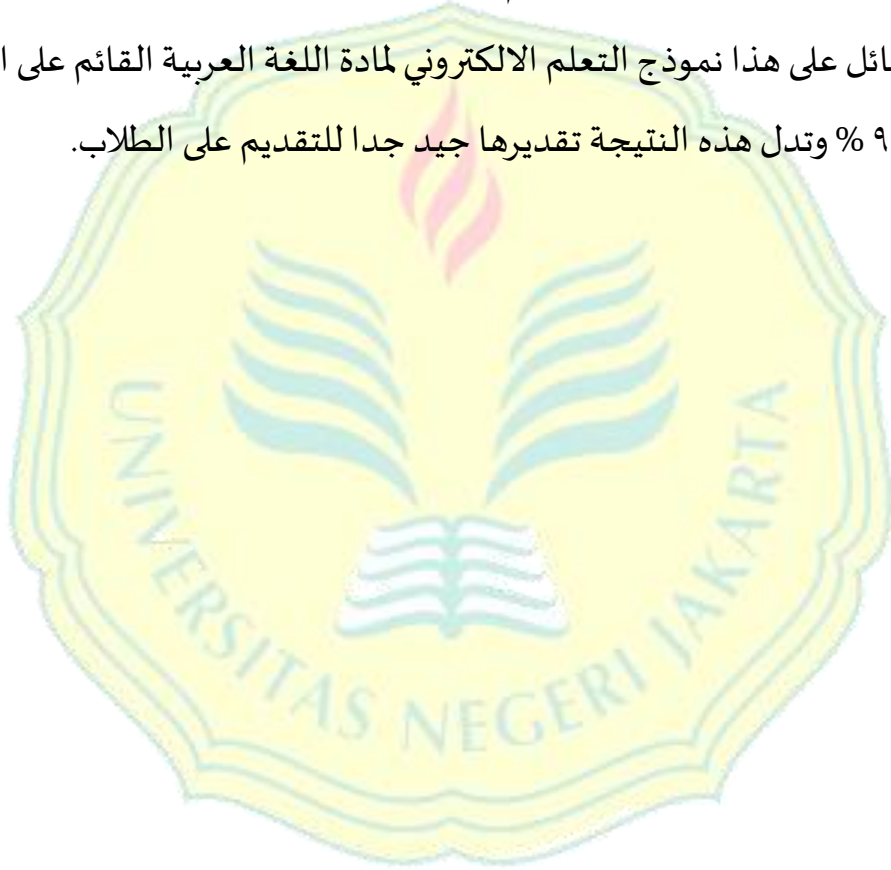 على هذا نموذج التعلم الالكتروني لمادة اللغة العربية القائم على
% وتدل هذه النتيجة تقديرها جيد جدا للتقديم على الطلاب.
UNIVERSITAS NEGERI JAKARTA